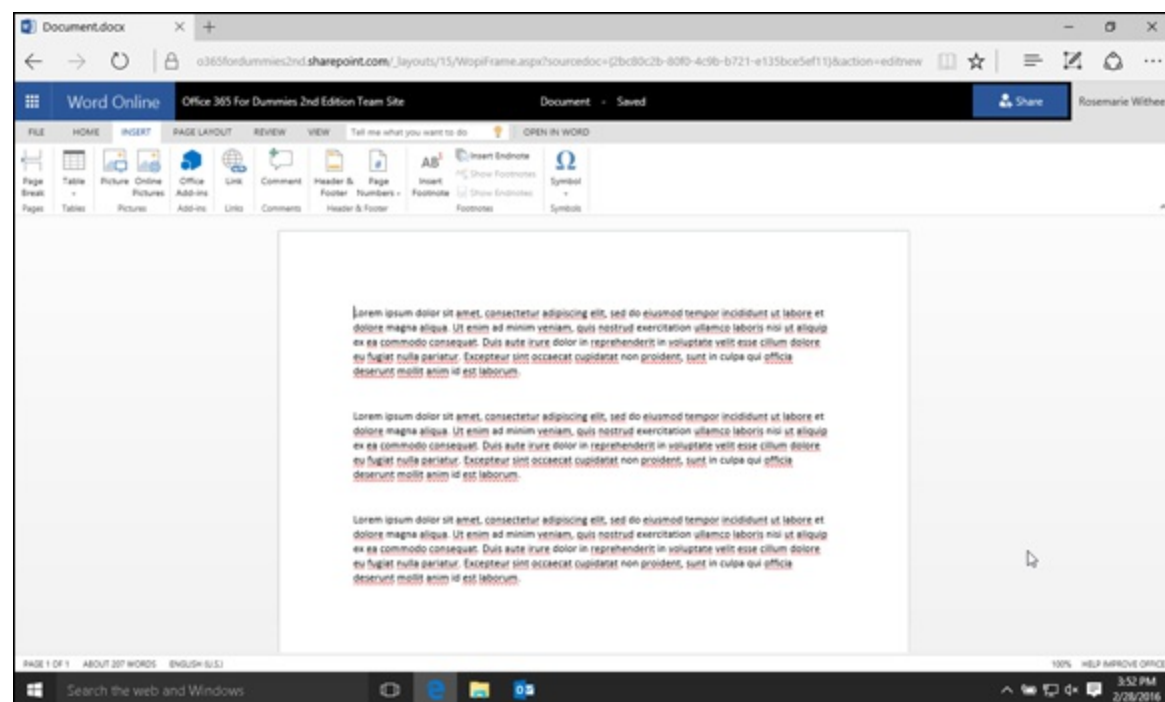 Document.docx
o365fordummies2nd.sharepoint.com/_layouts/15/WopiFrame.aspx?sourcedoc={2bc80c2b-80f0-4c9b-b721-e135bce5ef11}&action=editnew
Word Online Office 365 For Dummies 2nd Edition Team Site Document - Saved Share Rosemarie Withee
FILE HOME INSERT PAGE LAYOUT REVIEW VIEW Tell me what you want to do OPEN IN WORD
Page Break Table Picture Online Pictures Office Add-ins Link Comment Header & Footer Page Numbers AB¹ Insert Footnote Insert Endnote Show Footnotes Show Endnotes Ω Symbol
Pages Tables Pictures Add-ins Links Comments Header & Footer Footnotes Symbols
Lorem ipsum dolor sit amet, consectetur adipiscing elit, sed do eiusmod tempor incididunt ut labore et
dolore magna aliqua. Ut enim ad minim veniam, quis nostrud exercitation ullamco laboris nisi ut aliquip
ex ea commodo consequat. Duis aute irure dolor in reprehenderit in voluptate velit esse cillum dolore
eu fugiat nulla pariatur. Excepteur sint occaecat cupidatat non proident, sunt in culpa qui officia
deserunt mollit anim id est laborum.
Lorem ipsum dolor sit amet, consectetur adipiscing elit, sed do eiusmod tempor incididunt ut labore et
dolore magna aliqua. Ut enim ad minim veniam, quis nostrud exercitation ullamco laboris nisi ut aliquip
ex ea commodo consequat. Duis aute irure dolor in reprehenderit in voluptate velit esse cillum dolore
eu fugiat nulla pariatur. Excepteur sint occaecat cupidatat non proident, sunt in culpa qui officia
deserunt mollit anim id est laborum.
Lorem ipsum dolor sit amet, consectetur adipiscing elit, sed do eiusmod tempor incididunt ut labore et
dolore magna aliqua. Ut enim ad minim veniam, quis nostrud exercitation ullamco laboris nisi ut aliquip
ex ea commodo consequat. Duis aute irure dolor in reprehenderit in voluptate velit esse cillum dolore
eu fugiat nulla pariatur. Excepteur sint occaecat cupidatat non proident, sunt in culpa qui officia
deserunt mollit anim id est laborum.
PAGE 1 OF 1 ABOUT 207 WORDS ENGLISH (U.S.) 100% HELP IMPROVE OFFICE
Search the web and Windows 3:52 PM
2/28/2016